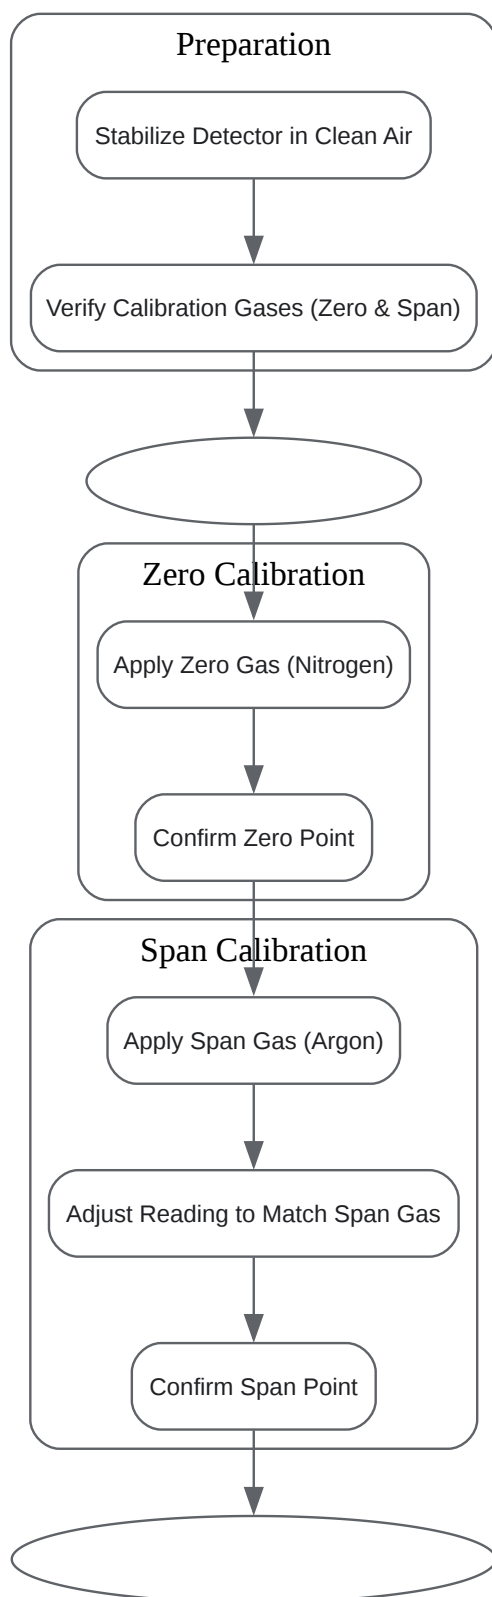 Preparation
Stabilize Detector in Clean Air
Verify Calibration Gases (Zero & Span)
Zero Calibration
Apply Zero Gas (Nitrogen)
Confirm Zero Point
Span Calibration
Apply Span Gas (Argon)
Adjust Reading to Match Span Gas
Confirm Span Point